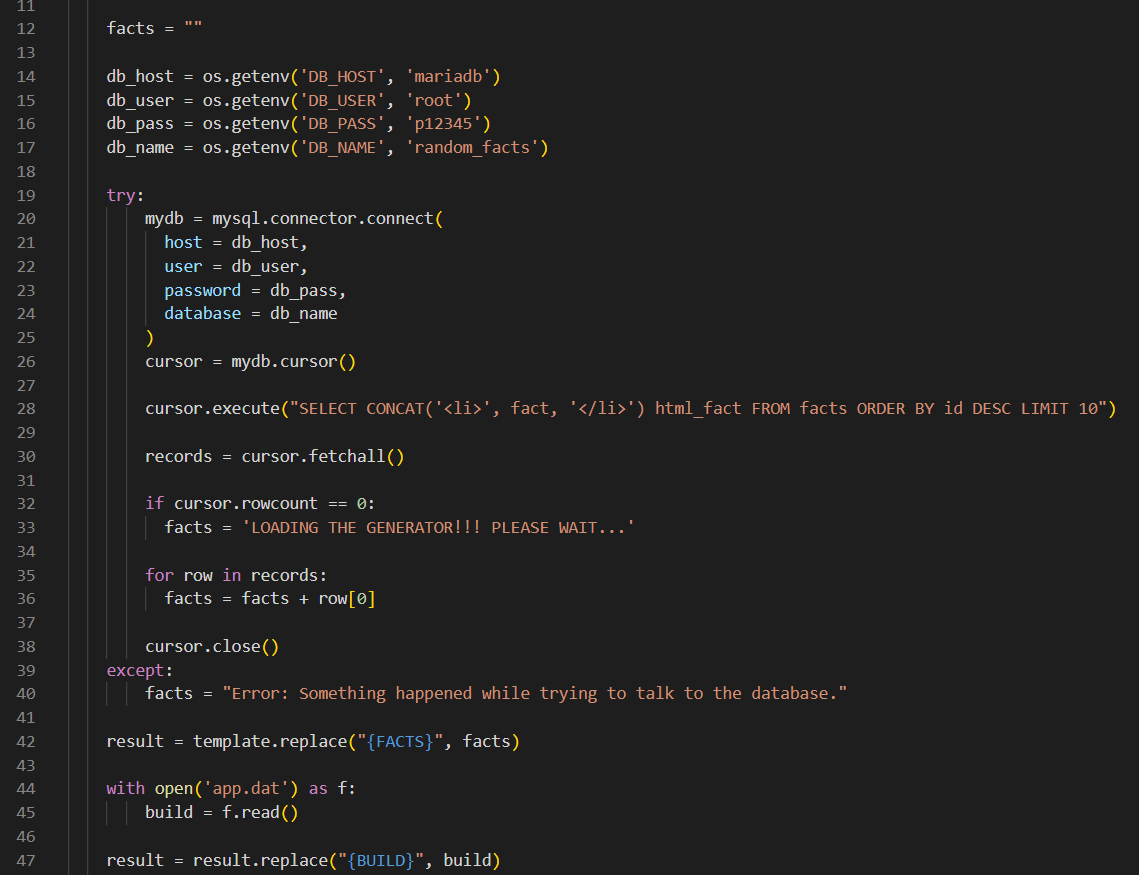 11
12 facts = ""
13
14 db_host = os.getenv('DB_HOST', 'mariadb')
15 db_user = os.getenv('DB_USER', 'root')
16 db_pass = os.getenv('DB_PASS', 'p12345')
17 db_name = os.getenv('DB_NAME', 'random_facts')
18
19 try:
20 mydb = mysql.connector.connect(
21 host = db_host,
22 user = db_user,
23 password = db_pass,
24 database = db_name
25 )
26 cursor = mydb.cursor()
27
28 cursor.execute("SELECT CONCAT('<li>', fact, '</li>') html_fact FROM facts ORDER BY id DESC LIMIT 10")
29
30 records = cursor.fetchall()
31
32 if cursor.rowcount == 0:
33 facts = 'LOADING THE GENERATOR!!! PLEASE WAIT...'
34
35 for row in records:
36 facts = facts + row[0]
37
38 cursor.close()
39 except:
40 facts = "Error: Something happened while trying to talk to the database."
41
42 result = template.replace("{FACTS}", facts)
43
44 with open('app.dat') as f:
45 build = f.read()
46
47 result = result.replace("{BUILD}", build)